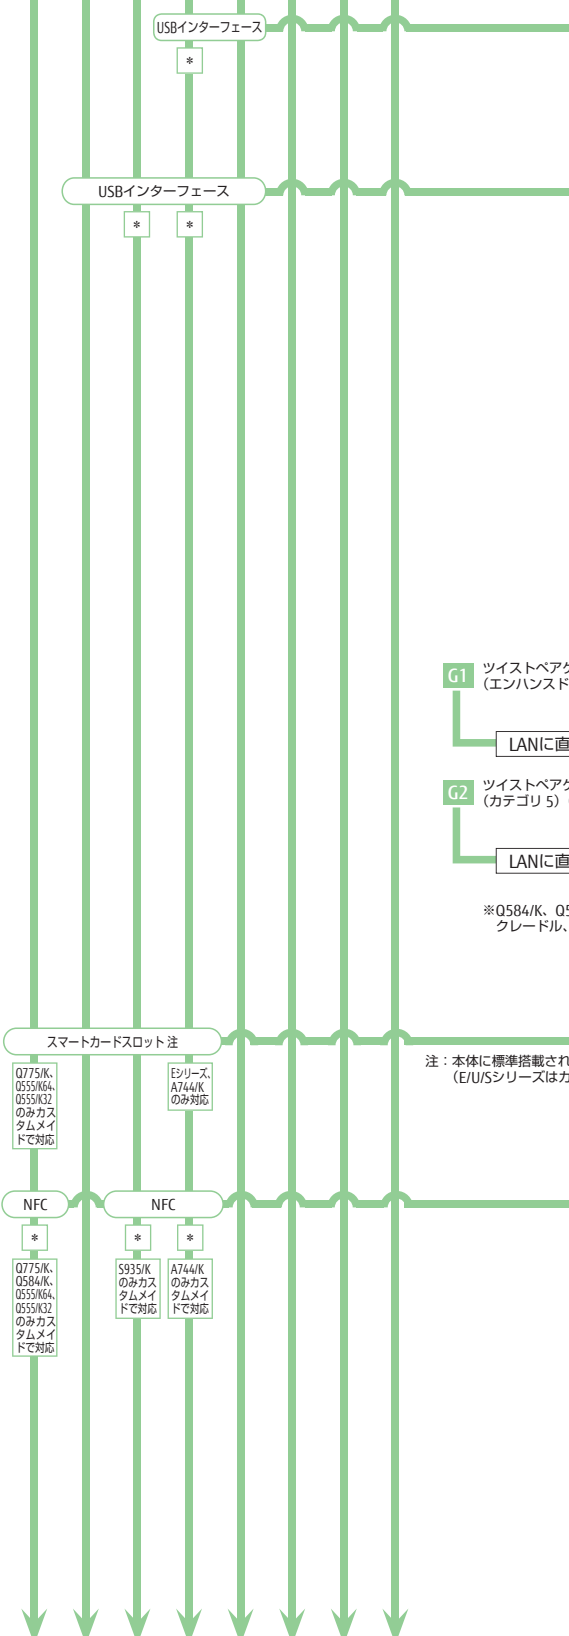 USBインターフェース
*
USBインターフェース
* *
G1 ツイストペアケ
（エンハンスド
LANに直
G2 ツイストペアケ
（カテゴリ 5）
LANに直
※Q584/K、Q5
クレードル、
スマートカードスロット 注
Q775/K、
Q555/K64、
Q555/K32
のみカス
タムメイ
ドで対応
Eシリーズ、
A744/K
のみ対応
注：本体に標準搭載され
（E/U/Sシリーズはカ
NFC
NFC
* * *
Q775/K、
Q584/K、
Q555/K64、
Q555/K32
のみカス
タムメイ
ドで対応
S935/K
のみカス
タムメイ
ドで対応
A744/K
のみカス
タムメイ
ドで対応